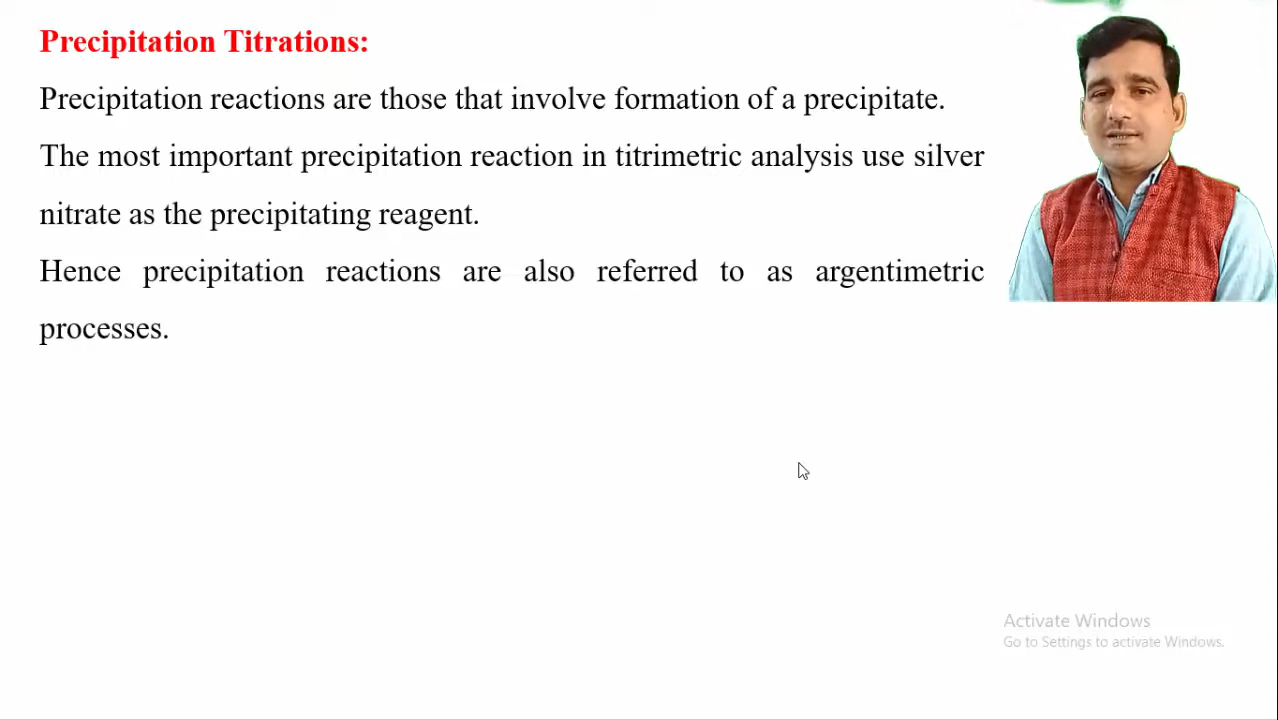 Precipitation Titrations:
Precipitation reactions are those that involve formation of a precipitate.
The most important precipitation reaction in titrimetric analysis use silver
nitrate as the precipitating reagent.
Hence precipitation reactions are also referred to as argentimetric
processes.
Activate Windows
Go to Settings to activate Windows.